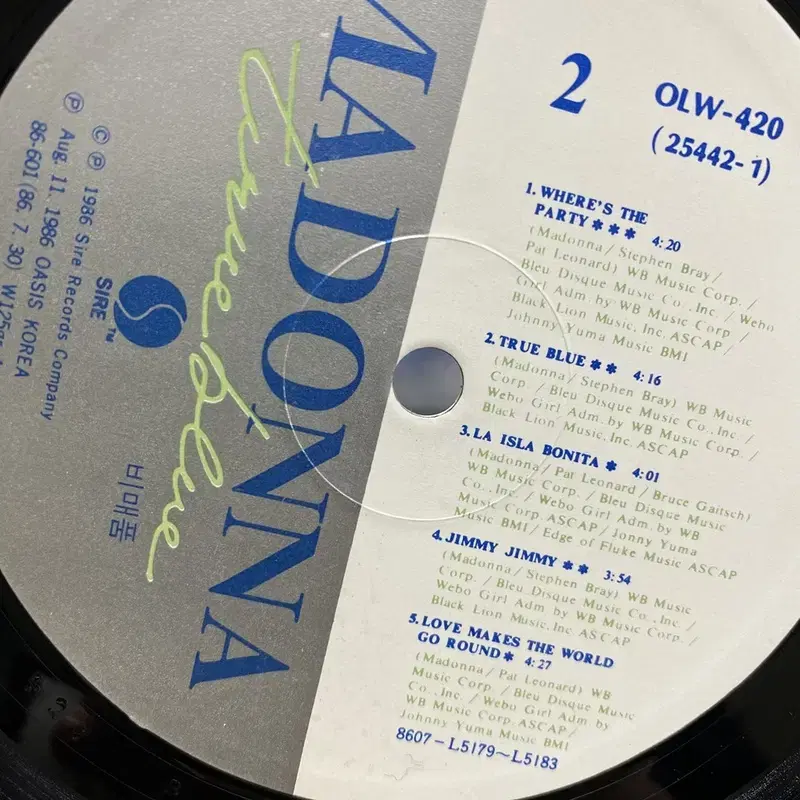 MADONNA
true blue
SIRE ™
비매품
© ℗ 1986 Sire Records Company
℗ Aug. 11. 1986 OASIS KOREA
86-601 (86. 7. 30)
2
OLW-420
(25442-1)
1. WHERE'S THE
PARTY ✱ ✱ ✱ 4:20
(Madonna / Stephen Bray /
Pat Leonard) WB Music Corp. /
Bleu Disque Music Co., Inc. / Webo
Girl Adm. by WB Music Corp /
Black Lion Music, Inc. ASCAP /
Johnny Yuma Music BMI
2. TRUE BLUE ✱ ✱ 4:16
(Madonna / Stephen Bray) WB Music
Corp. / Bleu Disque Music Co., Inc. /
Webo Girl Adm. by WB Music Corp. /
Black Lion Music, Inc ASCAP
3. LA ISLA BONITA ✱ 4:01
(Madonna / Pat Leonard / Bruce Gaitsch)
WB Music Corp. / Bleu Disque Music
Co., Inc. / Webo Girl Adm. by WB
Music Corp ASCAP / Jonny Yuma
Music BMI / Edge of Fluke Music ASCAP
4. JIMMY JIMMY ✱ ✱ 3:54
(Madonna / Stephen Bray) WB Music
Corp. / Bleu Disque Music Co., Inc /
Webo Girl Adm by WB Music Corp. /
Black Lion Music, Inc ASCAP
5. LOVE MAKES THE WORLD
GO ROUND ✱ 4:27
(Madonna / Pat Leonard) WB
Music Corp / Bleu Disque Music
Co., Inc / Webo Girl Adm by
WB Music Corp. ASCAP /
Johnny Yuma Music BMI
8607-L5179~L5183